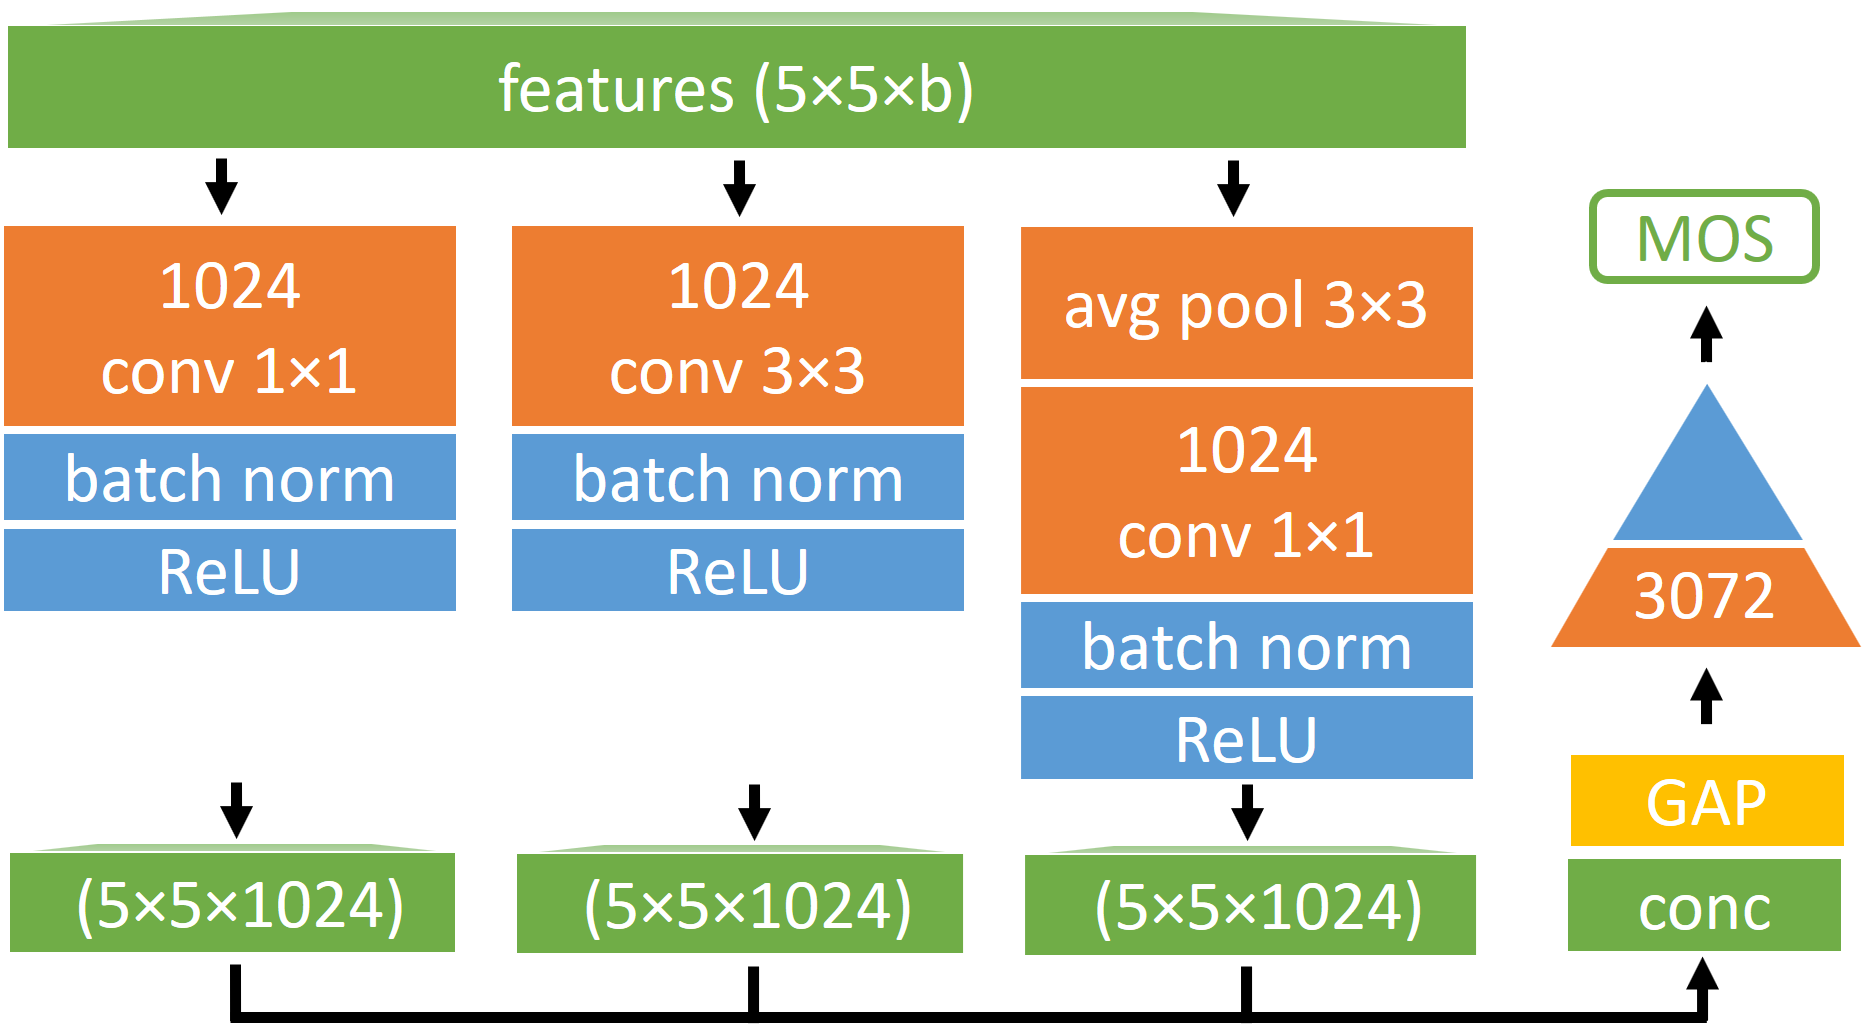 features (5×5×b)
1024
conv 1×1
batch norm
ReLU
(5×5×1024)
1024
conv 3×3
batch norm
ReLU
(5×5×1024)
avg pool 3×3
1024
conv 1×1
batch norm
ReLU
(5×5×1024)
MOS
3072
GAP
conc